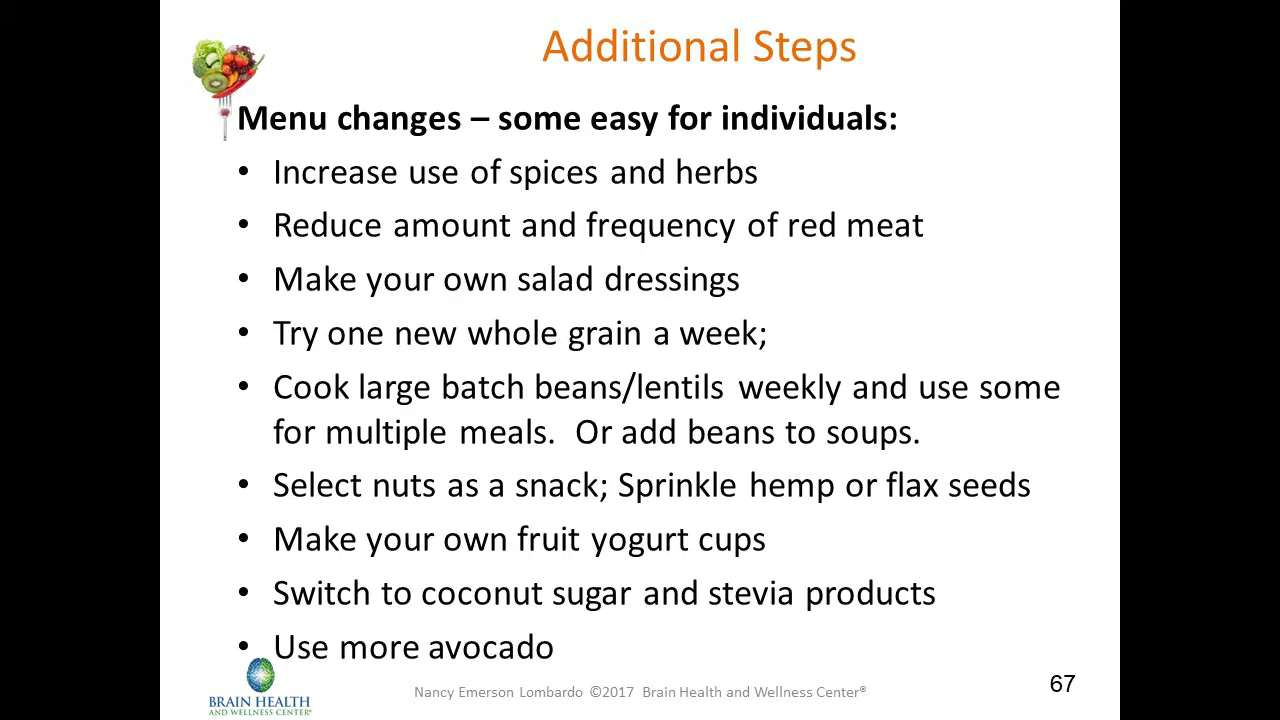 Additional Steps
Menu changes – some easy for individuals:
• Increase use of spices and herbs
• Reduce amount and frequency of red meat
• Make your own salad dressings
• Try one new whole grain a week;
• Cook large batch beans/lentils weekly and use some
for multiple meals. Or add beans to soups.
• Select nuts as a snack; Sprinkle hemp or flax seeds
• Make your own fruit yogurt cups
• Switch to coconut sugar and stevia products
• Use more avocado
BRAIN HEALTH
AND WELLNESS CENTER®
Nancy Emerson Lombardo ©2017 Brain Health and Wellness Center®
67